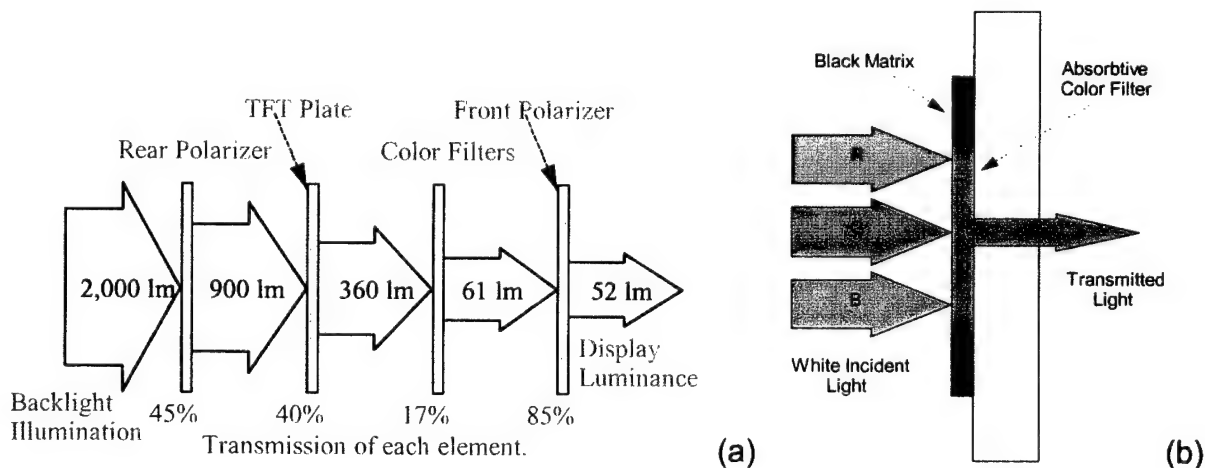 TFT Plate
Front Polarizer
Rear Polarizer
Color Filters
2,000 lm
900 lm
360 lm
61 lm
52 lm
Display
Luminance
Backlight
Illumination
45%
40%
17%
85%
Transmission of each element.
(a)
Black Matrix
Absorbtive
Color Filter
R
G
B
Transmitted
Light
White Incident
Light
(b)